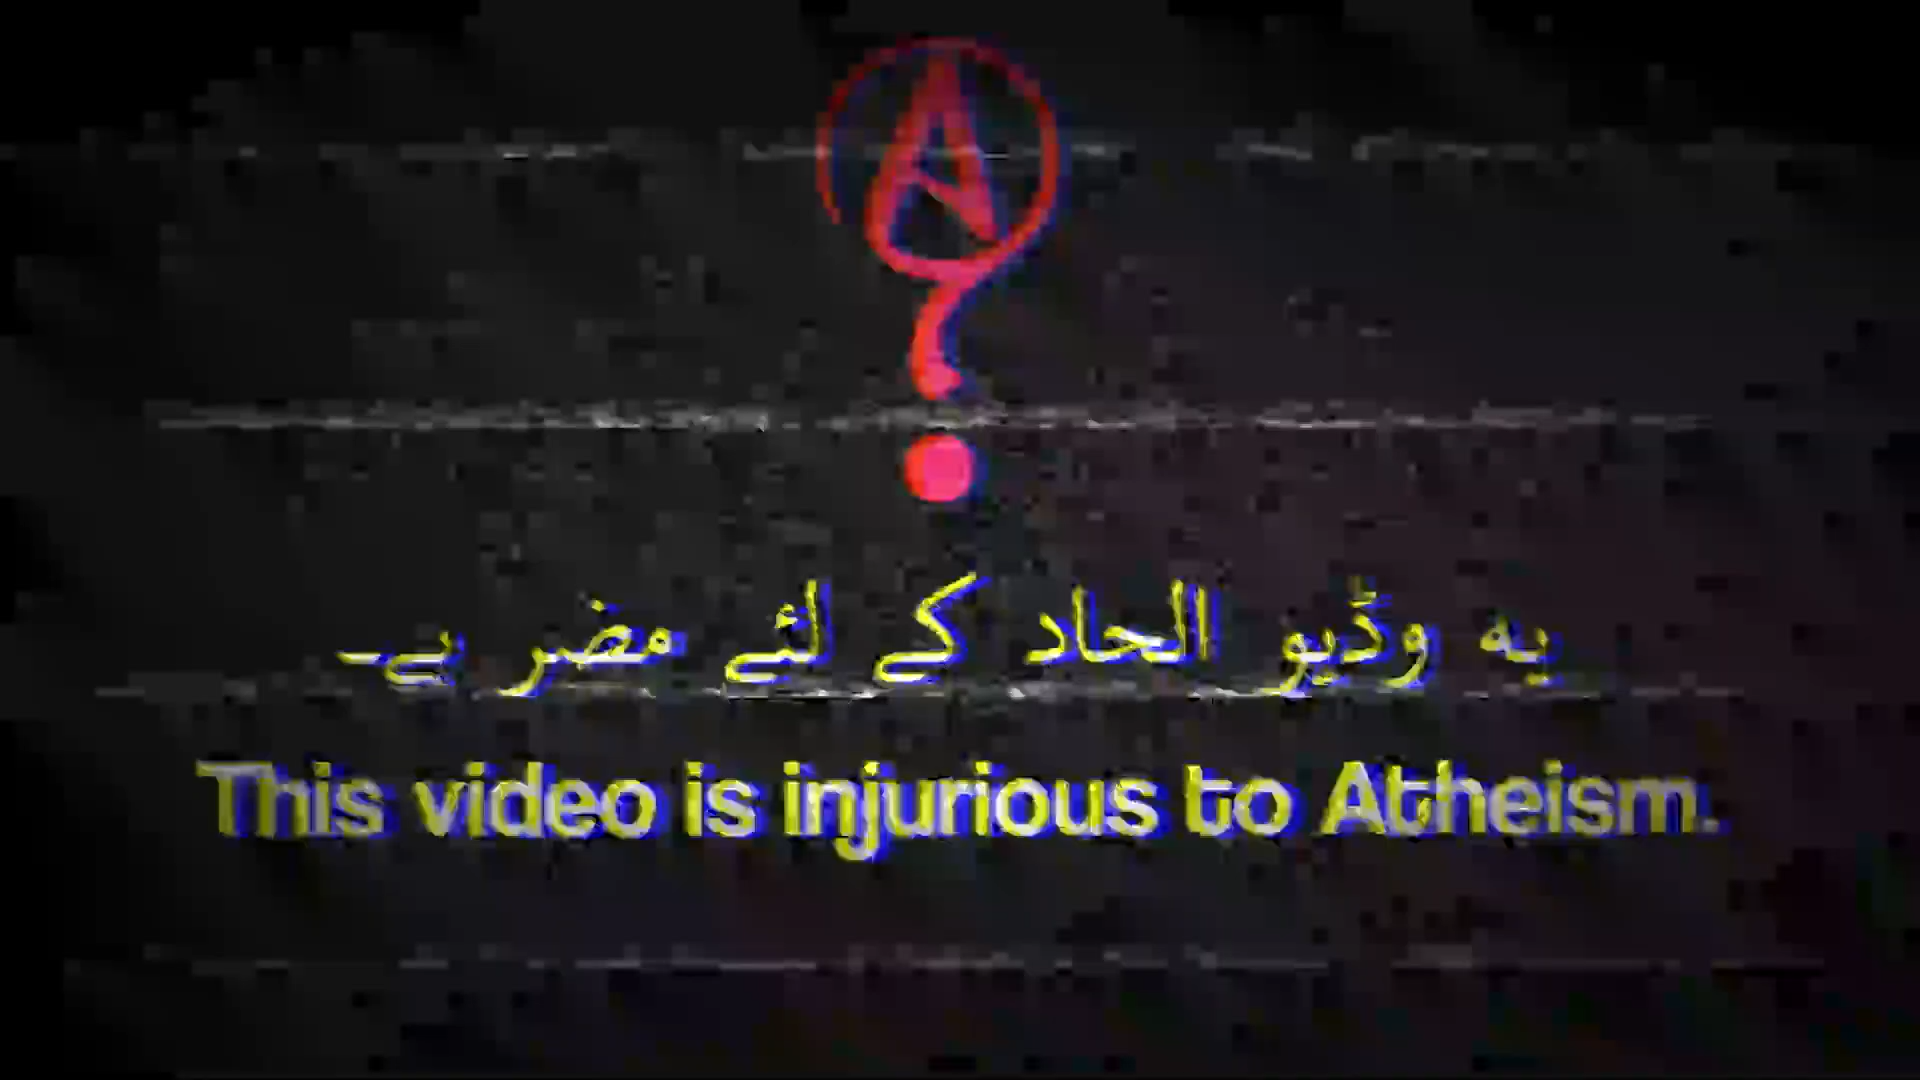 یہ وڈیو الحاد کے لئے مضر ہے۔
This video is injurious to Atheism.